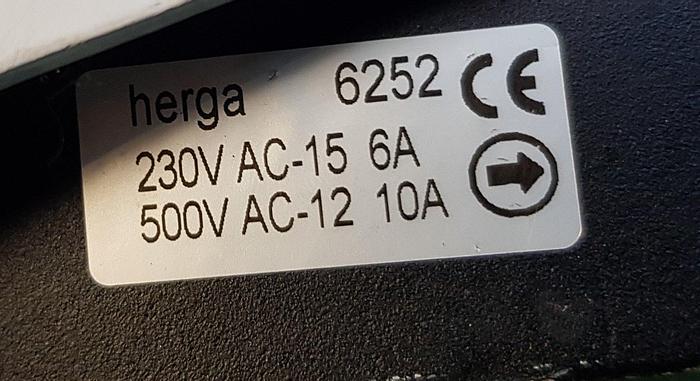 herga 6252 CE
230V AC-15 6A
500V AC-12 10A